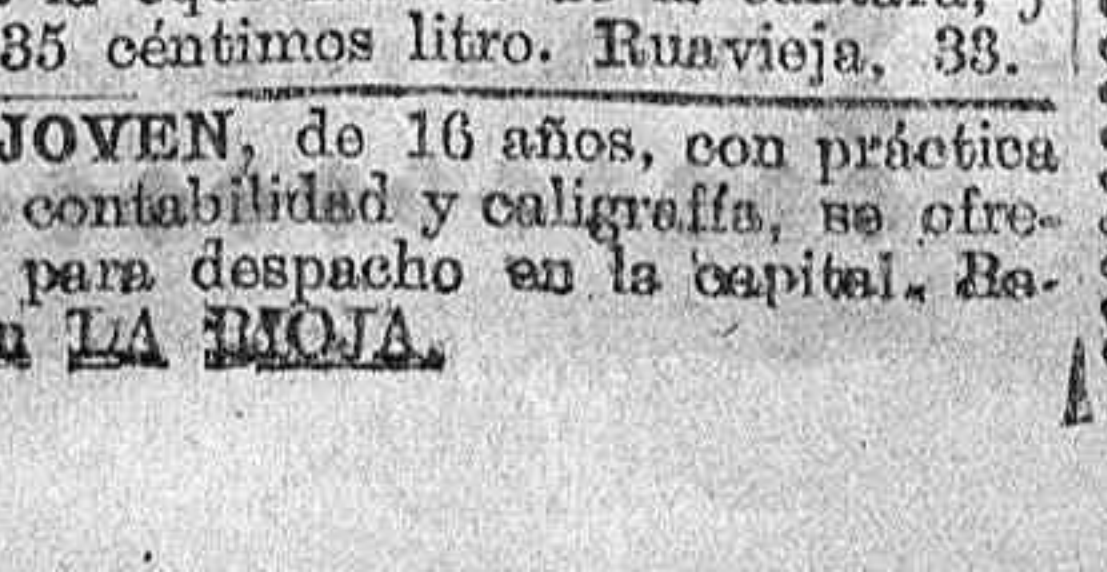 35 céntimos litro. Ruavieja, 33.
JOVEN, de 16 años, con práctica
contabilidad y caligrafía, se ofre-
para despacho en la capital. Ra-
n LA RIOJA.